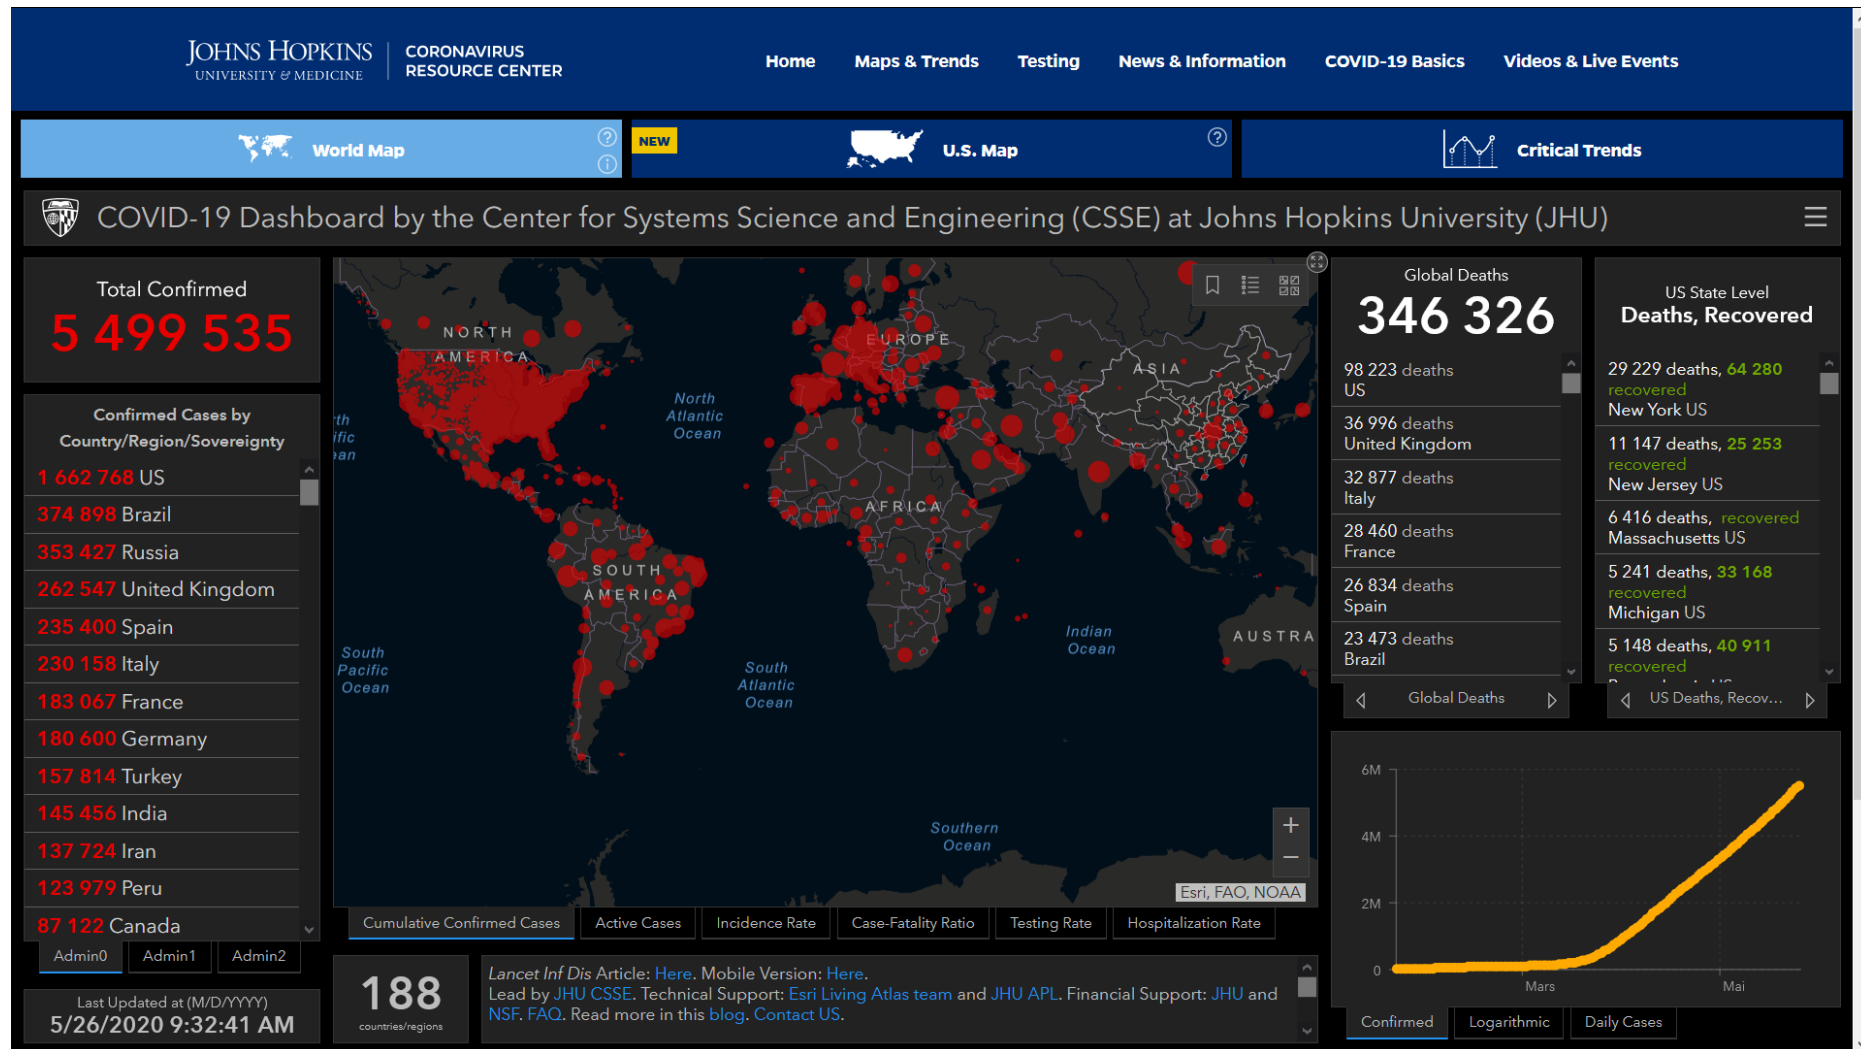 JOHNS HOPKINS
UNIVERSITY & MEDICINE
CORONAVIRUS
RESOURCE CENTER
Home
Maps & Trends
Testing
News & Information
COVID-19 Basics
Videos & Live Events
World Map
NEW
U.S. Map
Critical Trends
COVID-19 Dashboard by the Center for Systems Science and Engineering (CSSE) at Johns Hopkins University (JHU)
Total Confirmed
5 499 535
Confirmed Cases by
Country/Region/Sovereignty
1 662 768 US
374 898 Brazil
353 427 Russia
262 547 United Kingdom
235 400 Spain
230 158 Italy
183 067 France
180 600 Germany
157 814 Turkey
145 456 India
137 724 Iran
123 979 Peru
87 122 Canada
Admin0
Admin1
Admin2
Last Updated at (M/D/YYYY)
5/26/2020 9:32:41 AM
NORTH
AMERICA
EUROPE
ASIA
North
Atlantic
Ocean
AFRICA
SOUTH
AMERICA
Indian
Ocean
AUSTRA
South
Pacific
Ocean
South
Atlantic
Ocean
Southern
Ocean
+
−
Esri, FAO, NOAA
Cumulative Confirmed Cases
Active Cases
Incidence Rate
Case-Fatality Ratio
Testing Rate
Hospitalization Rate
188
countries/regions
Lancet Inf Dis Article: Here. Mobile Version: Here.
Lead by JHU CSSE. Technical Support: Esri Living Atlas team and JHU APL. Financial Support: JHU and
NSF. FAQ. Read more in this blog. Contact US.
Global Deaths
346 326
98 223 deaths
US
36 996 deaths
United Kingdom
32 877 deaths
Italy
28 460 deaths
France
26 834 deaths
Spain
23 473 deaths
Brazil
Global Deaths
US State Level
Deaths, Recovered
29 229 deaths, 64 280
recovered
New York US
11 147 deaths, 25 253
recovered
New Jersey US
6 416 deaths, recovered
Massachusetts US
5 241 deaths, 33 168
recovered
Michigan US
5 148 deaths, 40 911
recovered
US Deaths, Recov...
6M
4M
2M
0
Mars
Mai
Confirmed
Logarithmic
Daily Cases